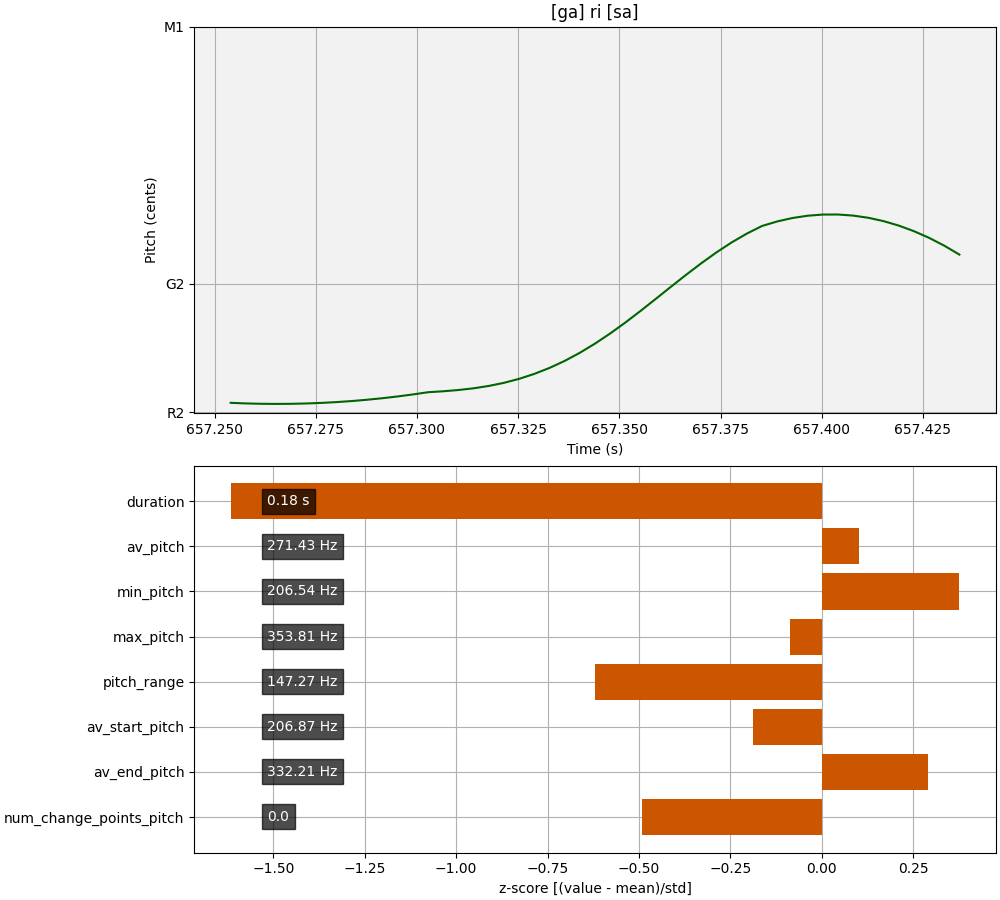 [ga] ri [sa]
M1
G2
R2
Pitch (cents)
657.250 657.275 657.300 657.325 657.350 657.375 657.400 657.425
Time (s)
duration 0.18 s
av_pitch 271.43 Hz
min_pitch 206.54 Hz
max_pitch 353.81 Hz
pitch_range 147.27 Hz
av_start_pitch 206.87 Hz
av_end_pitch 332.21 Hz
num_change_points_pitch 0.0
−1.50 −1.25 −1.00 −0.75 −0.50 −0.25 0.00 0.25
z-score [(value - mean)/std]